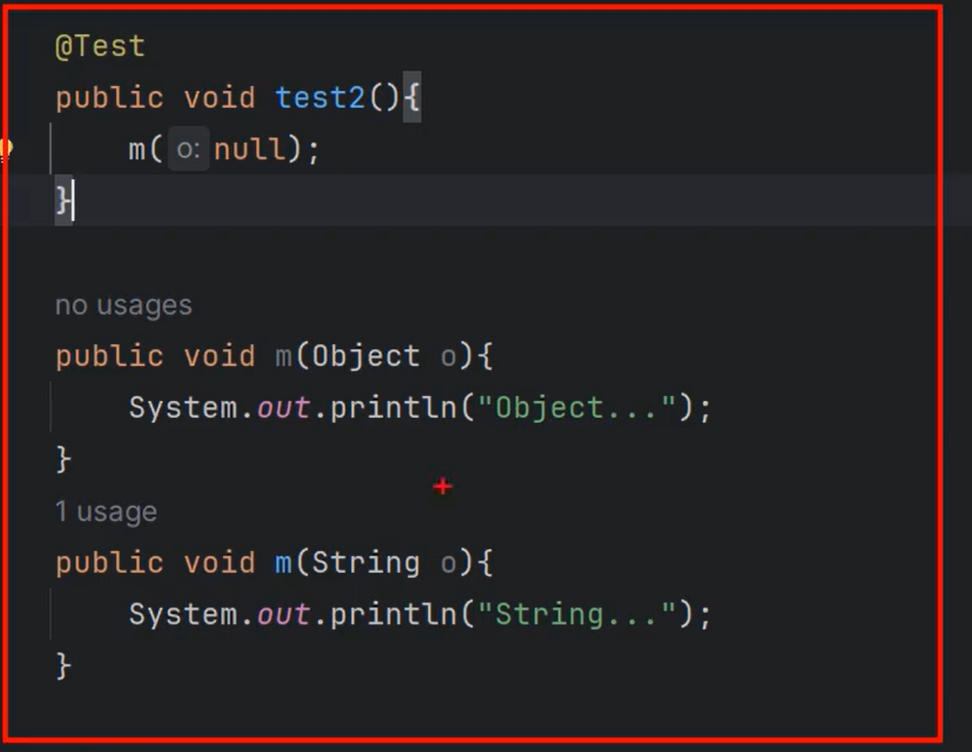 @Test
public void test2(){
m( o: null);
}
no usages
public void m(Object o){
System.out.println("Object...");
}
1 usage
public void m(String o){
System.out.println("String...");
}